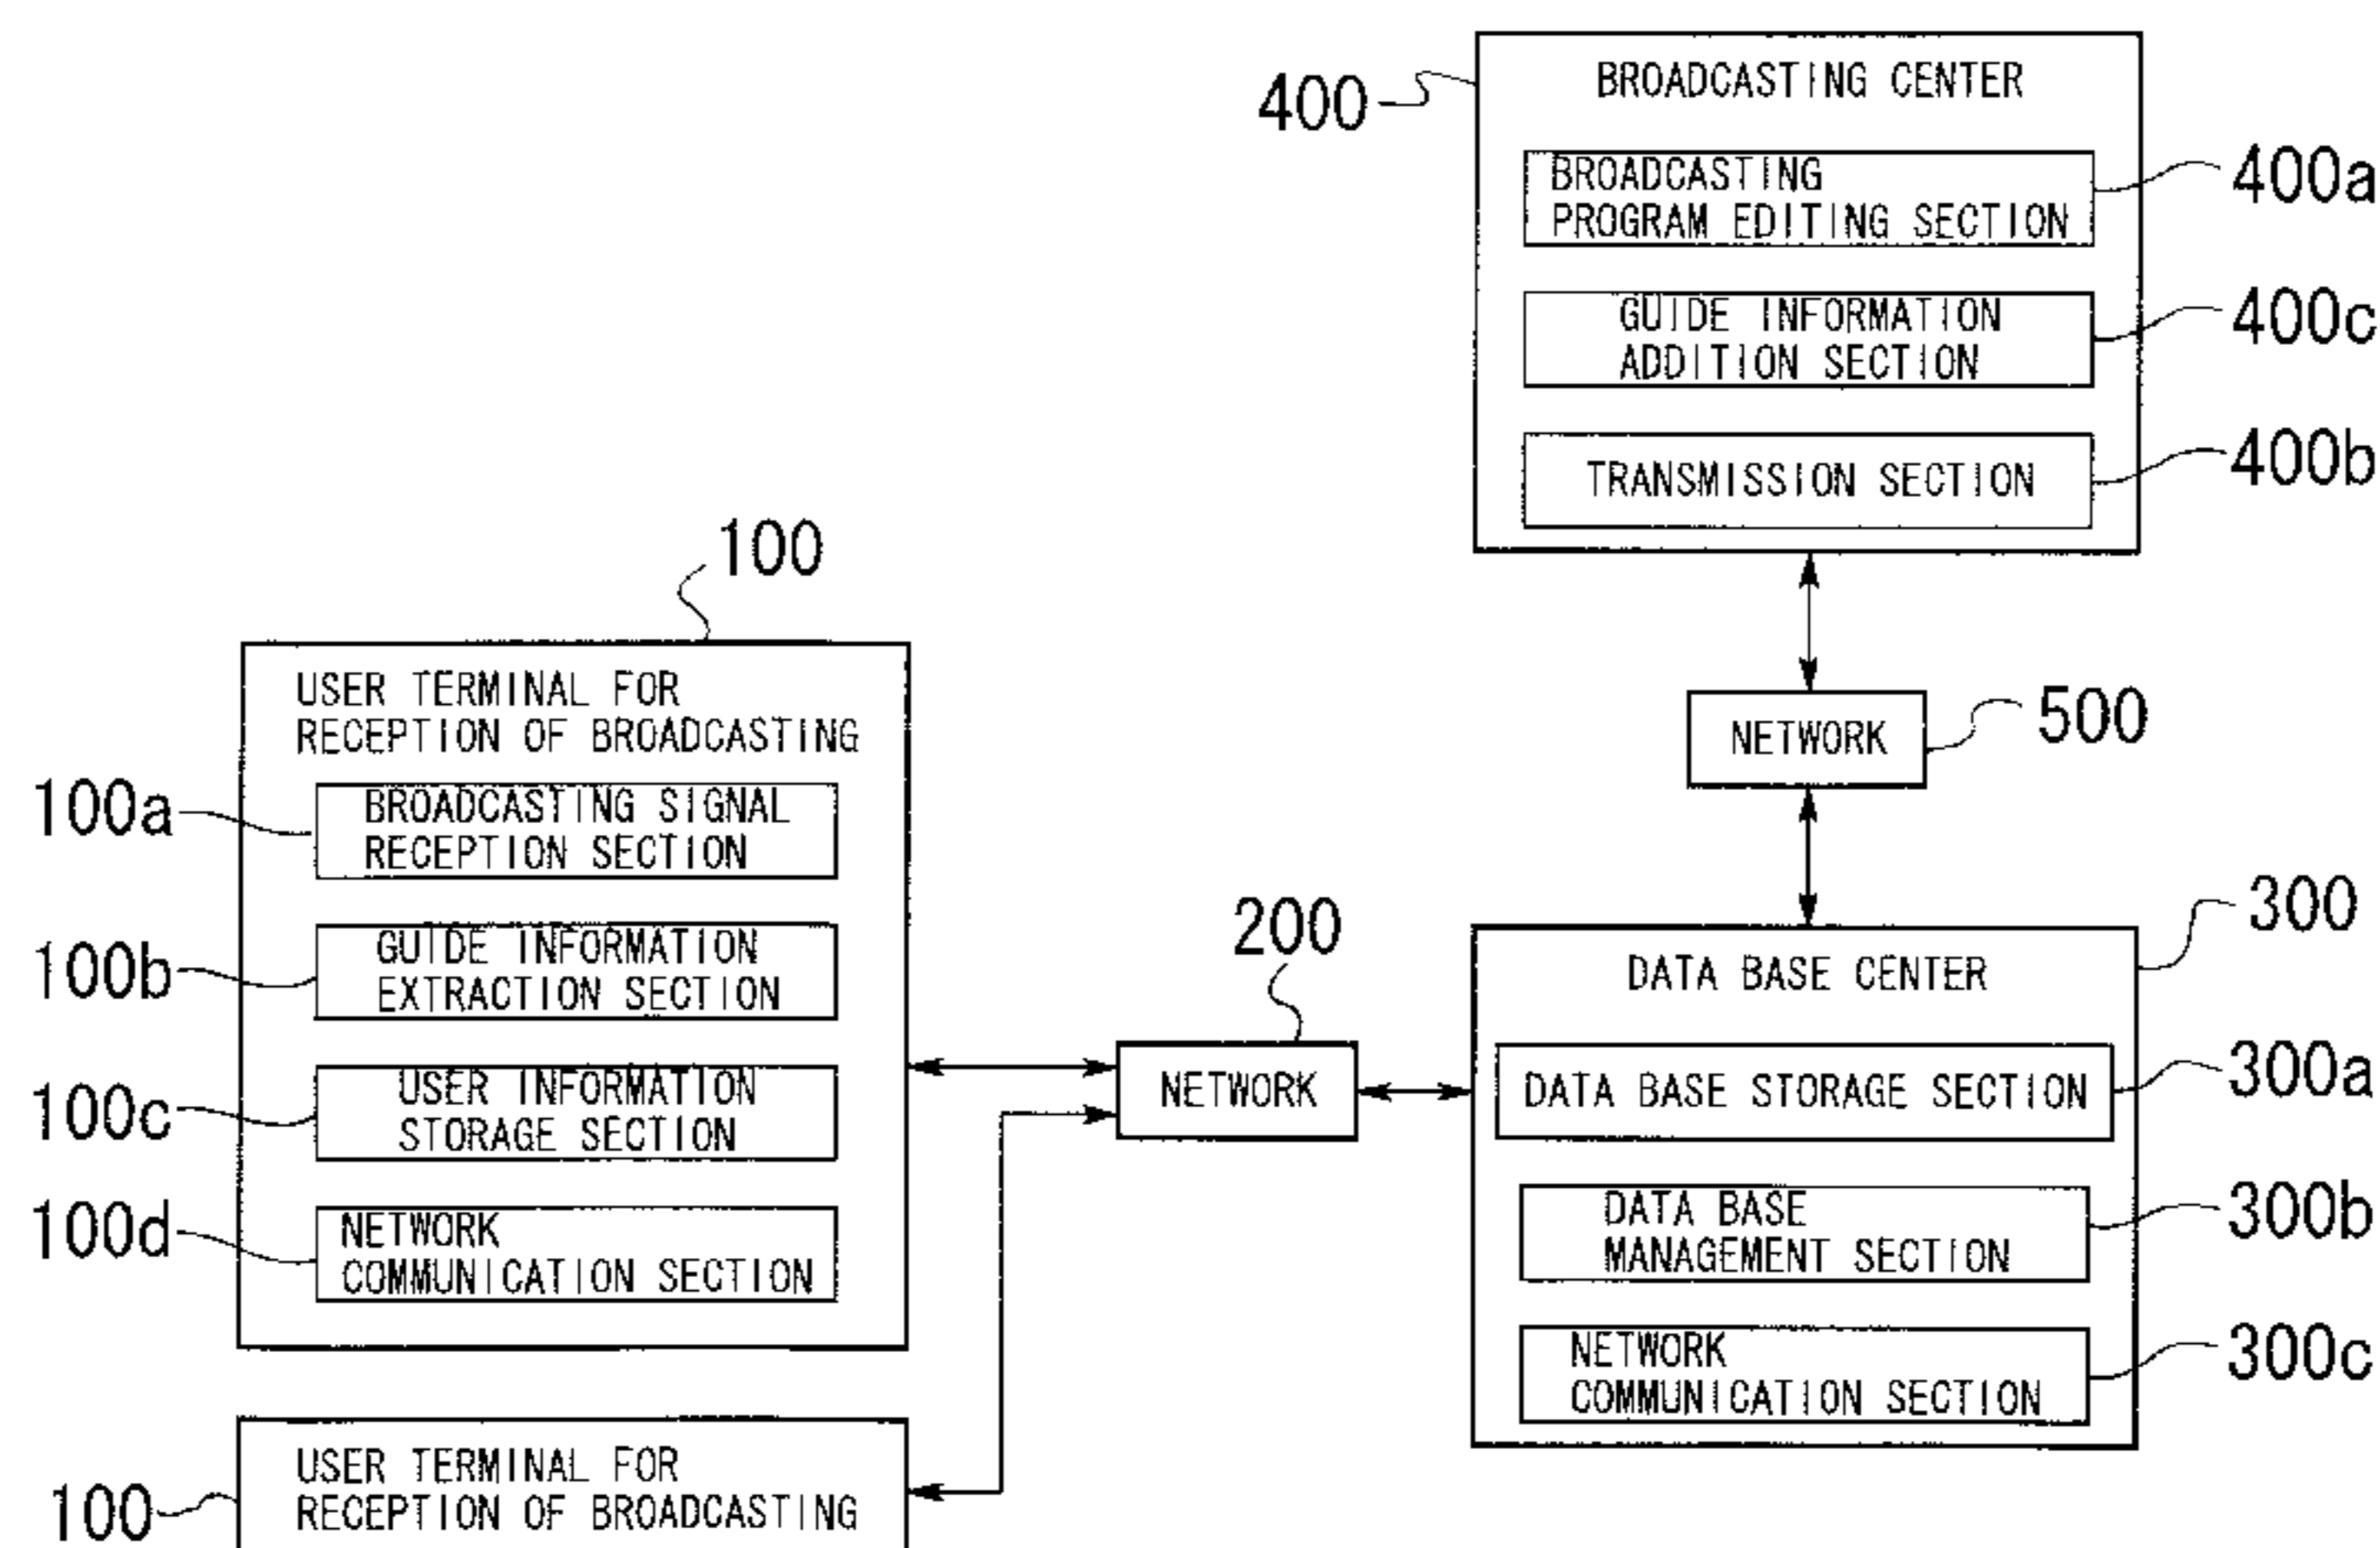 400
BROADCASTING CENTER
BROADCASTING
PROGRAM EDITING SECTION
400a
GUIDE INFORMATION
ADDITION SECTION
400c
TRANSMISSION SECTION
400b
NETWORK
500
100
USER TERMINAL FOR
RECEPTION OF BROADCASTING
100a
BROADCASTING SIGNAL
RECEPTION SECTION
100b
GUIDE INFORMATION
EXTRACTION SECTION
100c
USER INFORMATION
STORAGE SECTION
100d
NETWORK
COMMUNICATION SECTION
200
NETWORK
300
DATA BASE CENTER
DATA BASE STORAGE SECTION
300a
DATA BASE
MANAGEMENT SECTION
300b
NETWORK
COMMUNICATION SECTION
300c
100
USER TERMINAL FOR
RECEPTION OF BROADCASTING